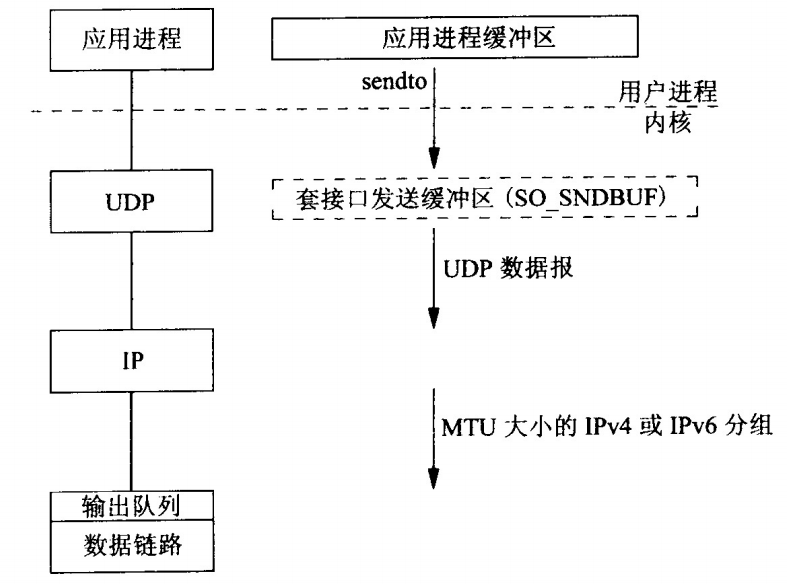 应用进程
应用进程缓冲区
sendto
用户进程
内核
UDP
套接口发送缓冲区 (SO_SNDBUF)
UDP 数据报
IP
MTU 大小的 IPv4 或 IPv6 分组
输出队列
数据链路